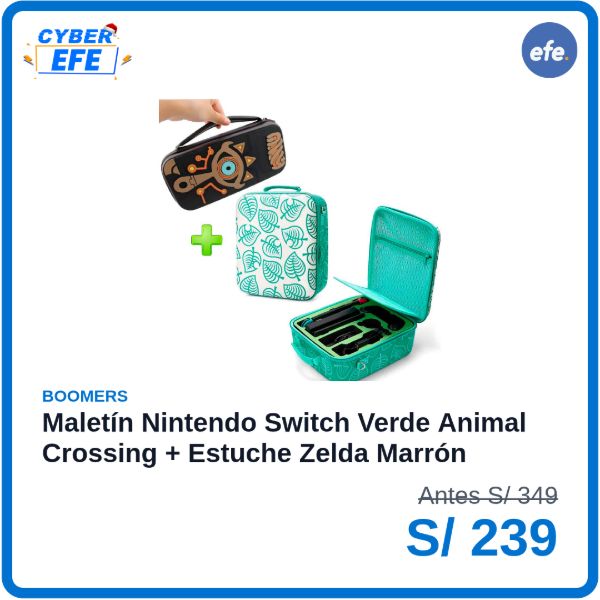 CYBER
EFE
efe.
BOOMERS
Maletín Nintendo Switch Verde Animal
Crossing + Estuche Zelda Marrón
Antes S/ 349
S/ 239